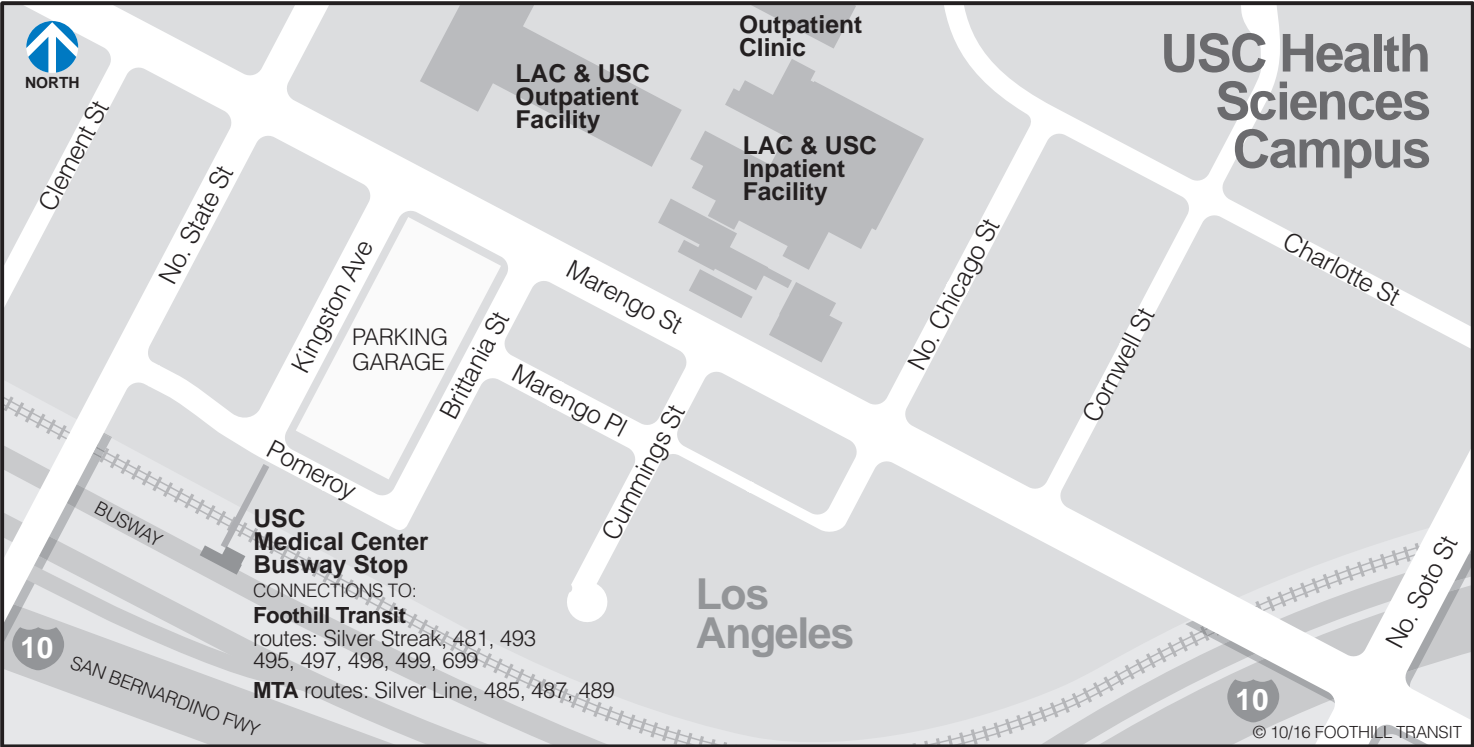 NORTH
Outpatient
Clinic
USC Health
Sciences
Campus
LAC & USC
Outpatient
Facility
LAC & USC
Inpatient
Facility
Clement St
No. State St
Kingston Ave
PARKING
GARAGE
Brittania St
Marengo St
Marengo Pl
Cummings St
No. Chicago St
Cornwell St
Charlotte St
Pomeroy
BUSWAY
USC
Medical Center
Busway Stop
CONNECTIONS TO:
Foothill Transit
routes: Silver Streak, 481, 493
495, 497, 498, 499, 699
MTA routes: Silver Line, 485, 487, 489
Los
Angeles
No. Soto St
10
SAN BERNARDINO FWY
10
© 10/16 FOOTHILL TRANSIT